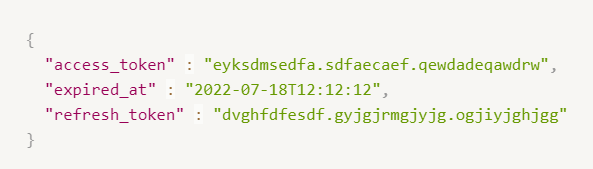 {
"access_token" : "eyksdmsedfa.sdfaecaef.qewdadeqawdrw",
"expired_at" : "2022-07-18T12:12:12",
"refresh_token" : "dvghfdfesdf.gyjgjrmgjyjg.ogjiyjghjgg"
}